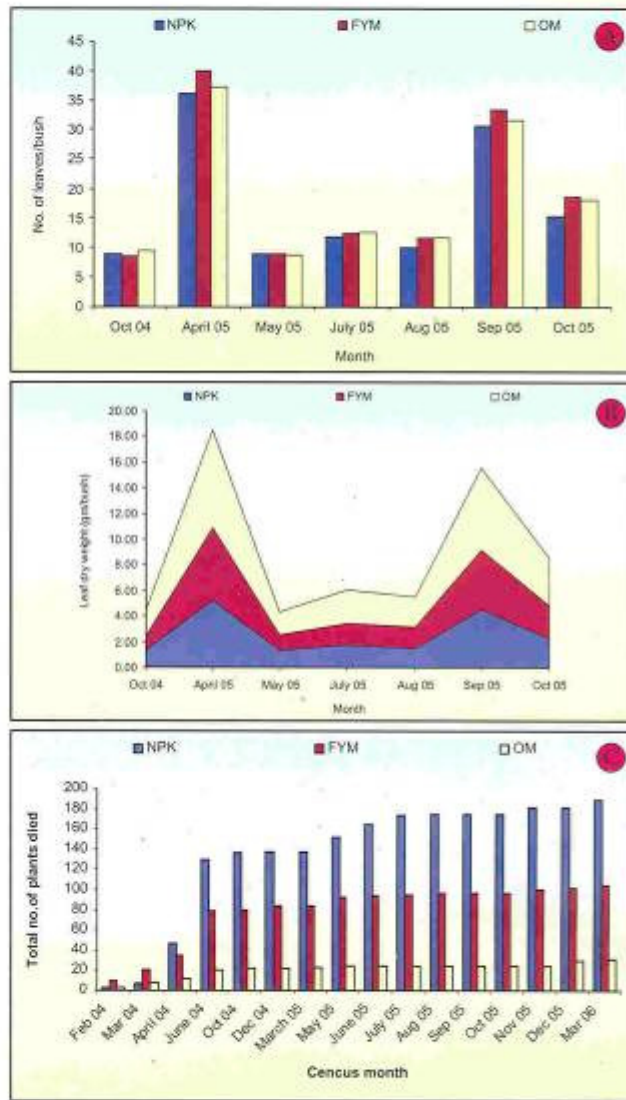 NPK FYM OM
A
45
40
35
30
25
20
15
10
5
0
No. of leaves/bush
Oct 04 April 05 May 05 July 05 Aug 05 Sep 05 Oct 05
Month
NPK FYM OM
B
20.00
18.00
16.00
14.00
12.00
10.00
8.00
6.00
4.00
2.00
0.00
Leaf dry weight (gm/bush)
Oct 04 April 05 May 05 July 05 Aug 05 Sep 05 Oct 05
Month
NPK FYM OM
C
200
180
160
140
120
100
80
60
40
20
0
Total no.of plants died
Feb 04 Mar 04 April 04 June 04 Oct 04 Dec 04 March 05 May 05 June 05 July 05 Aug 05 Sep 05 Oct 05 Nov 05 Dec 05 Mar 06
Cencus month